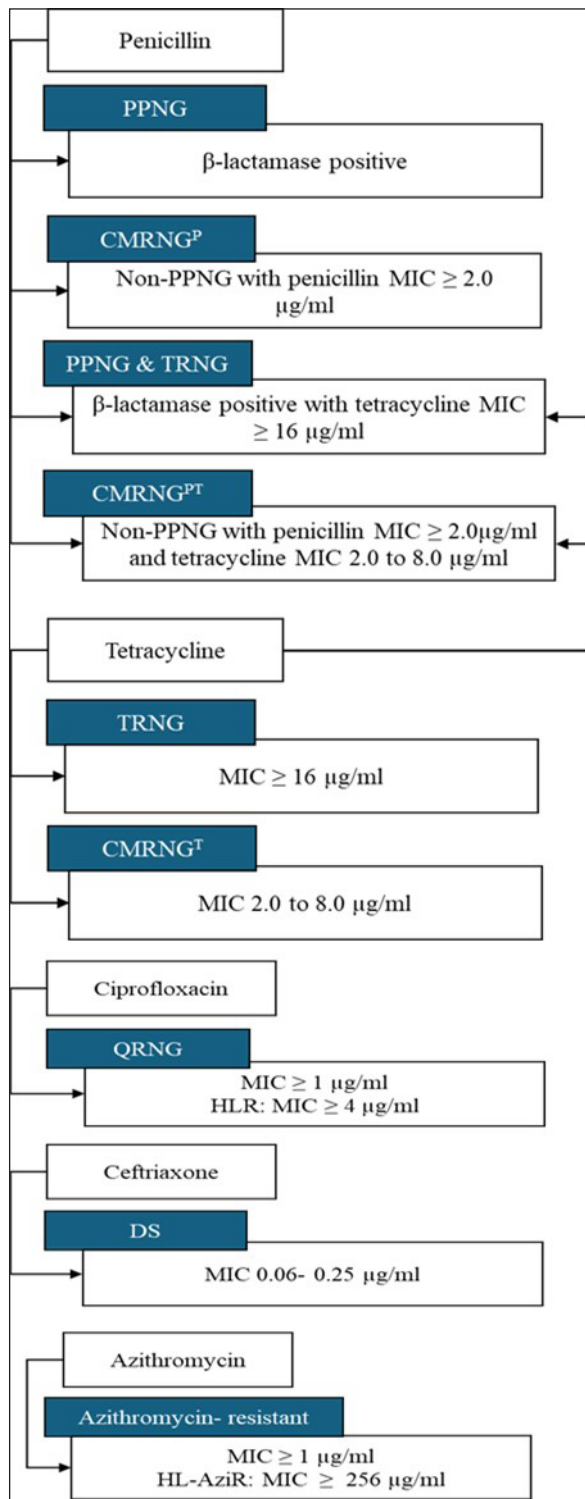 Penicillin
PPNG
β-lactamase positive
CMRNGᴾ
Non-PPNG with penicillin MIC ≥ 2.0
µg/ml
PPNG & TRNG
β-lactamase positive with tetracycline MIC
≥ 16 µg/ml
CMRNGᴾᵀ
Non-PPNG with penicillin MIC ≥ 2.0µg/ml
and tetracycline MIC 2.0 to 8.0 µg/ml
Tetracycline
TRNG
MIC ≥ 16 µg/ml
CMRNGᵀ
MIC 2.0 to 8.0 µg/ml
Ciprofloxacin
QRNG
MIC ≥ 1 µg/ml
HLR: MIC ≥ 4 µg/ml
Ceftriaxone
DS
MIC 0.06- 0.25 µg/ml
Azithromycin
Azithromycin- resistant
MIC ≥ 1 µg/ml
HL-AziR: MIC ≥ 256 µg/ml